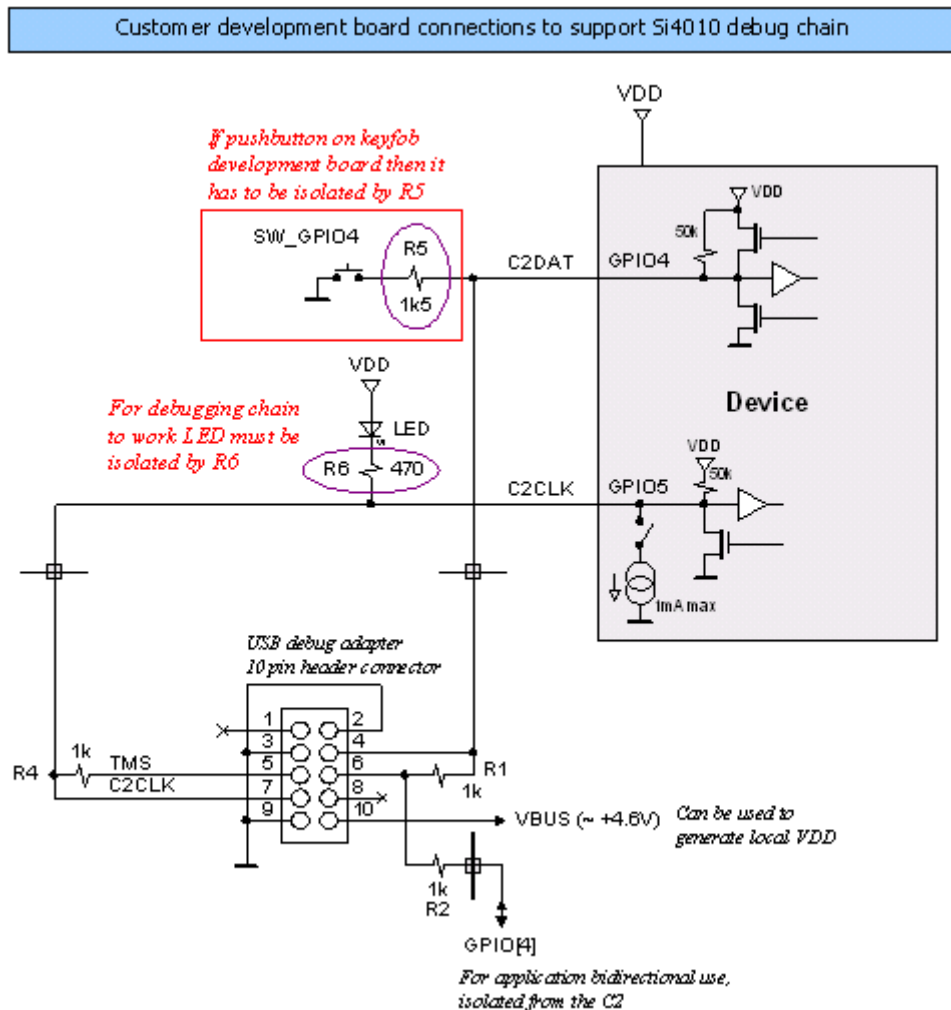 Customer development board connections to support Si4010 debug chain
VDD
If pushbutton on keyfob
development board then it
has to be isolated by R5
SW_GPIO4
R5
1k5
C2DAT
GPIO4
50k
VDD
VDD
For debugging chain
to work LED must be
isolated by R6
LED
R6
470
Device
C2CLK
GPIO5
VDD
50k
1mA max
USB debug adapter
10 pin header connector
1
2
3
4
5
6
7
8
9
10
R4
1k
TMS
C2CLK
R1
1k
VBUS (~ +4.6V)
Can be used to
generate local VDD
1k
R2
GPIO[4]
For application bidirectional use,
isolated from the C2